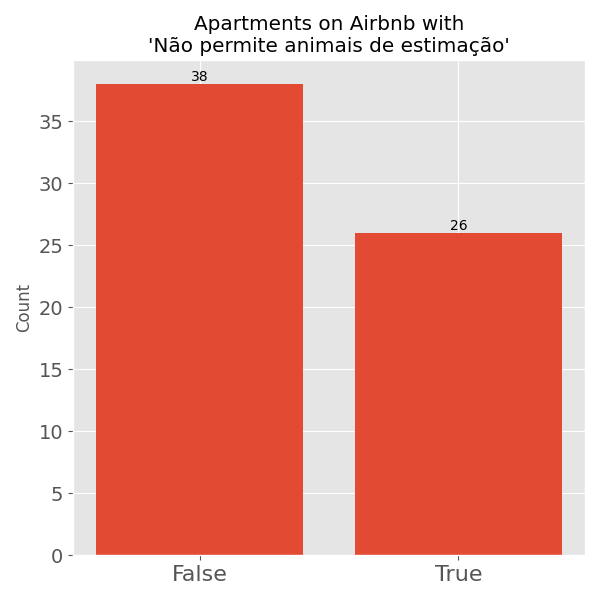 Apartments on Airbnb with
'Não permite animais de estimação'
38
26
35
30
25
20
15
10
5
0
Count
False
True